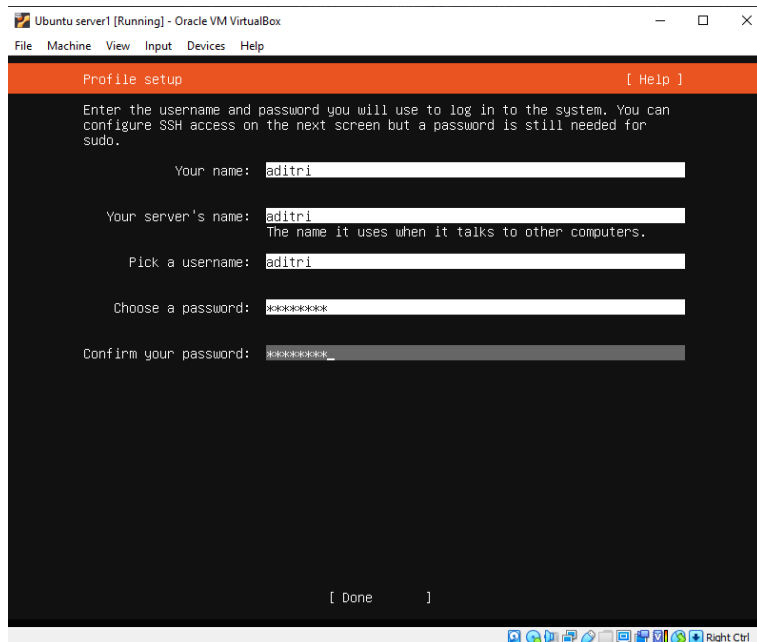 Ubuntu server1 [Running] - Oracle VM VirtualBox
File Machine View Input Devices Help
Profile setup [ Help ]
Enter the username and password you will use to log in to the system. You can
configure SSH access on the next screen but a password is still needed for
sudo.
Your name: aditri
Your server's name: aditri
The name it uses when it talks to other computers.
Pick a username: aditri
Choose a password: ********
Confirm your password: ********_
[ Done ]
Right Ctrl